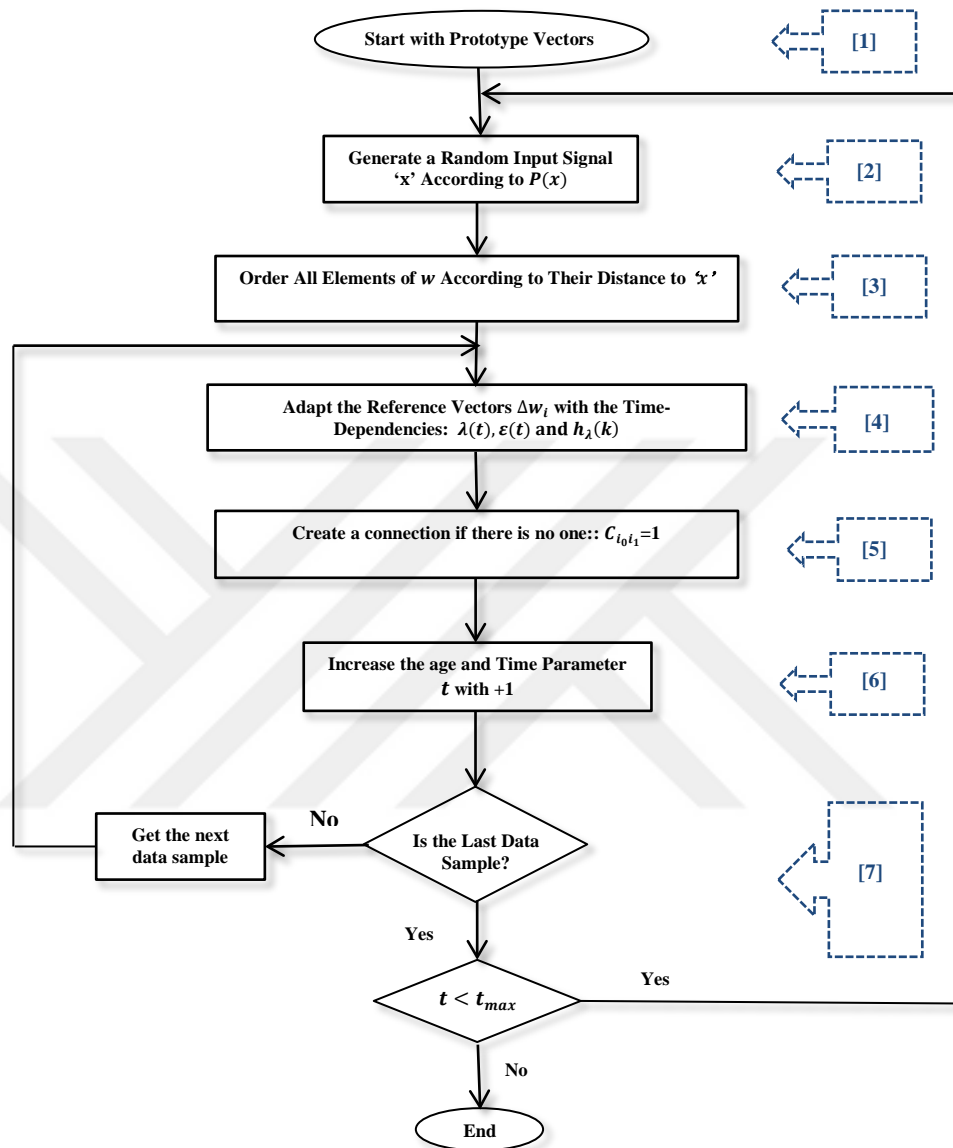 Start with Prototype Vectors
[1]
Generate a Random Input Signal
‘x’ According to P(x)
[2]
Order All Elements of w According to Their Distance to ‘x’
[3]
Adapt the Reference Vectors Δw_i with the Time-
Dependencies: λ(t), ε(t) and h_λ(k)
[4]
Create a connection if there is no one:: C_{i_0 i_1}=1
[5]
Increase the age and Time Parameter
t with +1
[6]
Is the Last Data
Sample?
No
Get the next
data sample
[7]
Yes
t < t_max
Yes
No
End